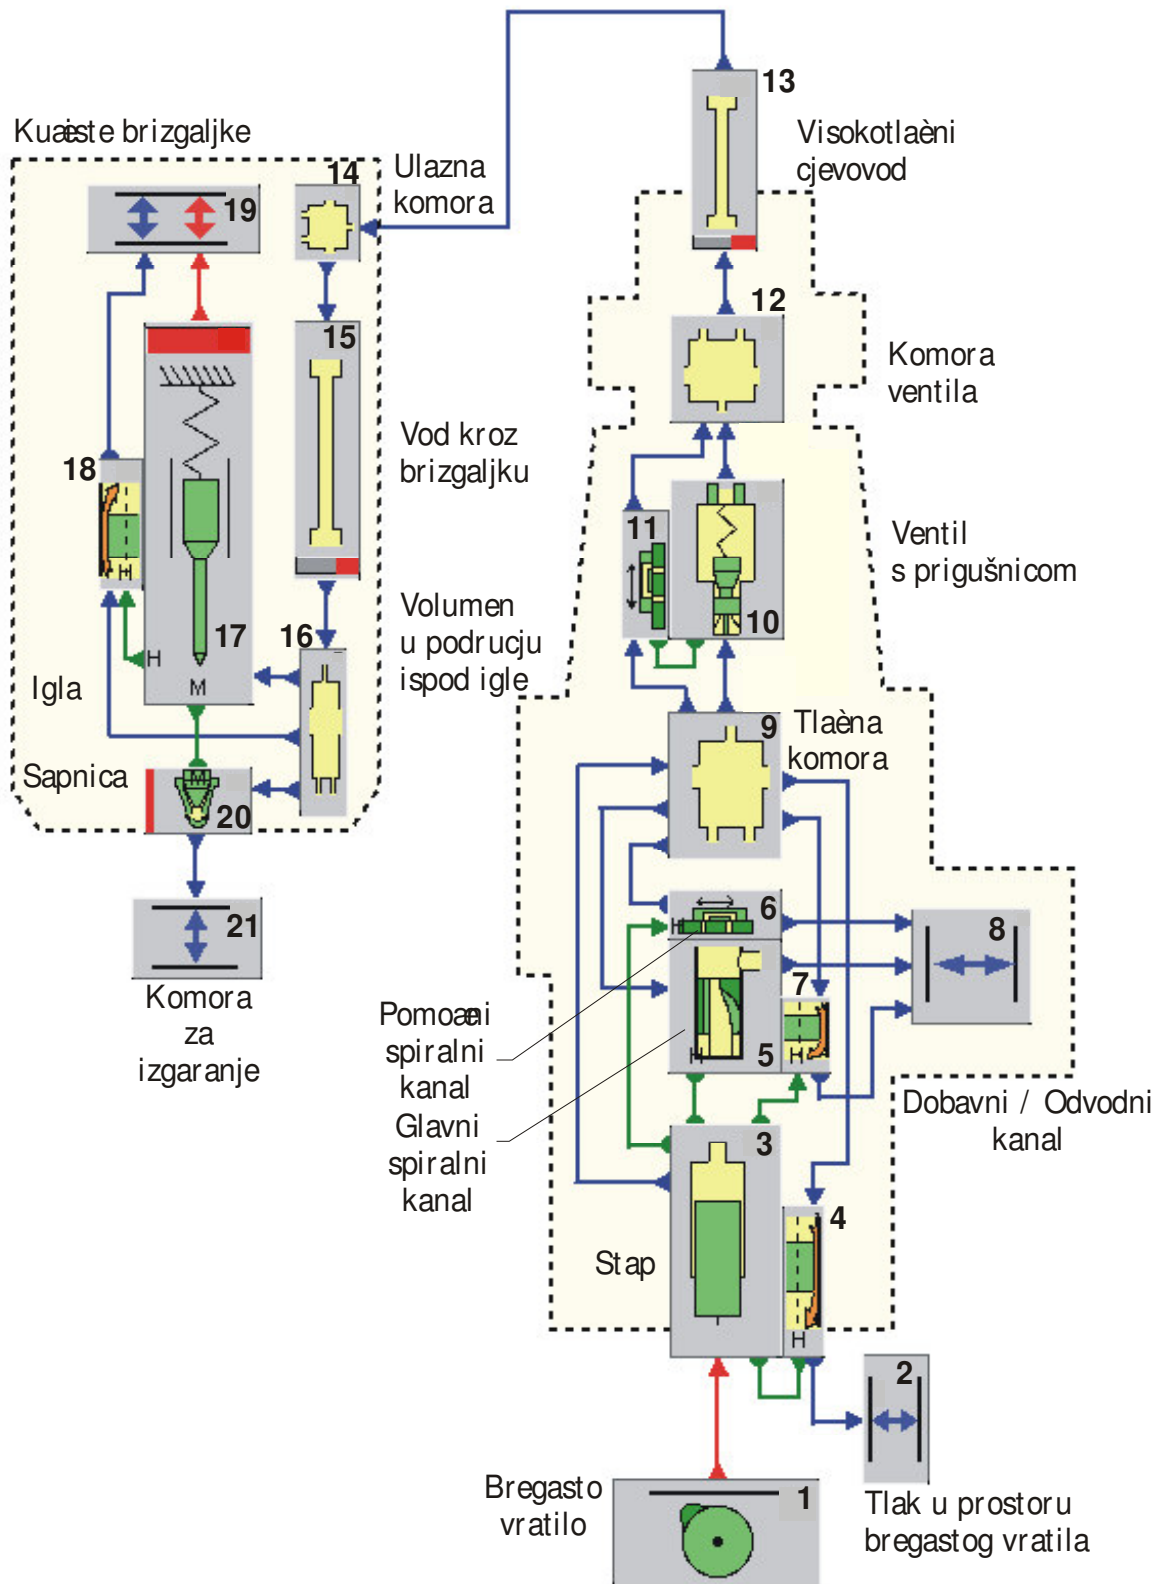 13
Kuæište brizgaljke
Visokotlaèni
cjevovod
14
Ulazna
komora
19
12
15
Komora
ventila
Vod kroz
brizgaljku
18
11
Ventil
s prigušnicom
10
Volumen
u podrucju
ispod igle
16
17
H
H
M
Igla
9
Tlaèna
komora
Sapnica
M
20
6
H
21
8
7
Komora
za
izgaranje
Pomoæni
spiralni
kanal
H
5
H
Dobavni / Odvodni
kanal
Glavni
spiralni
kanal
3
4
Stap
H
2
Bregasto
vratilo
1
Tlak u prostoru
bregastog vratila